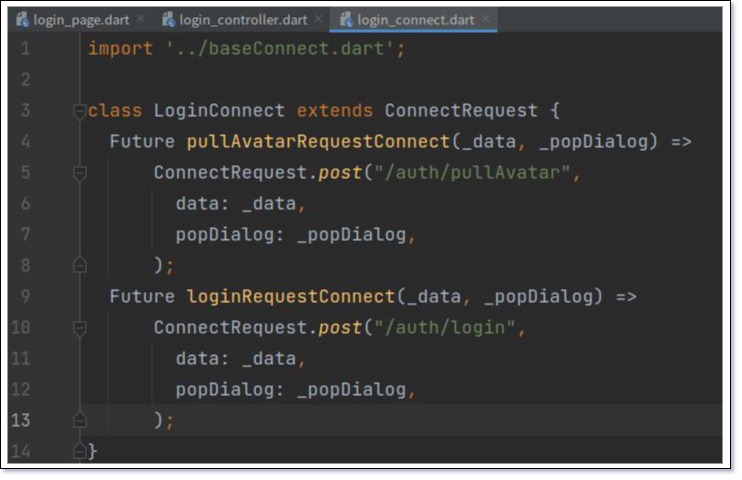 login_page.dart × login_controller.dart × login_connect.dart ×
1 import '../baseConnect.dart';
2
3 class LoginConnect extends ConnectRequest {
4 Future pullAvatarRequestConnect(_data, _popDialog) =>
5 ConnectRequest.post("/auth/pullAvatar",
6 data: _data,
7 popDialog: _popDialog,
8 );
9 Future loginRequestConnect(_data, _popDialog) =>
10 ConnectRequest.post("/auth/login",
11 data: _data,
12 popDialog: _popDialog,
13 );
14 }